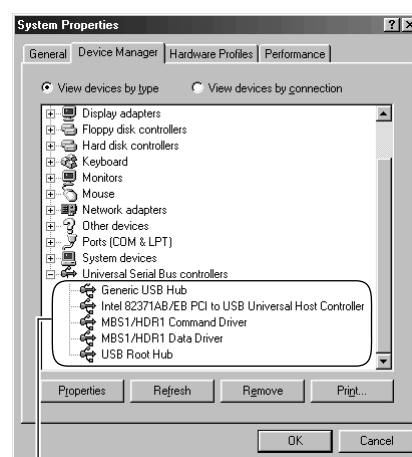 System Properties
General Device Manager Hardware Profiles Performance
View devices by type View devices by connection
Display adapters
Floppy disk controllers
Hard disk controllers
Keyboard
Monitors
Mouse
Network adapters
Other devices
Ports (COM & LPT)
System devices
Universal Serial Bus controllers
Generic USB Hub
Intel 82371AB/EB PCI to USB Universal Host Controller
MBS1/HDR1 Command Driver
MBS1/HDR1 Data Driver
USB Root Hub
Properties Refresh Remove Print...
OK Cancel